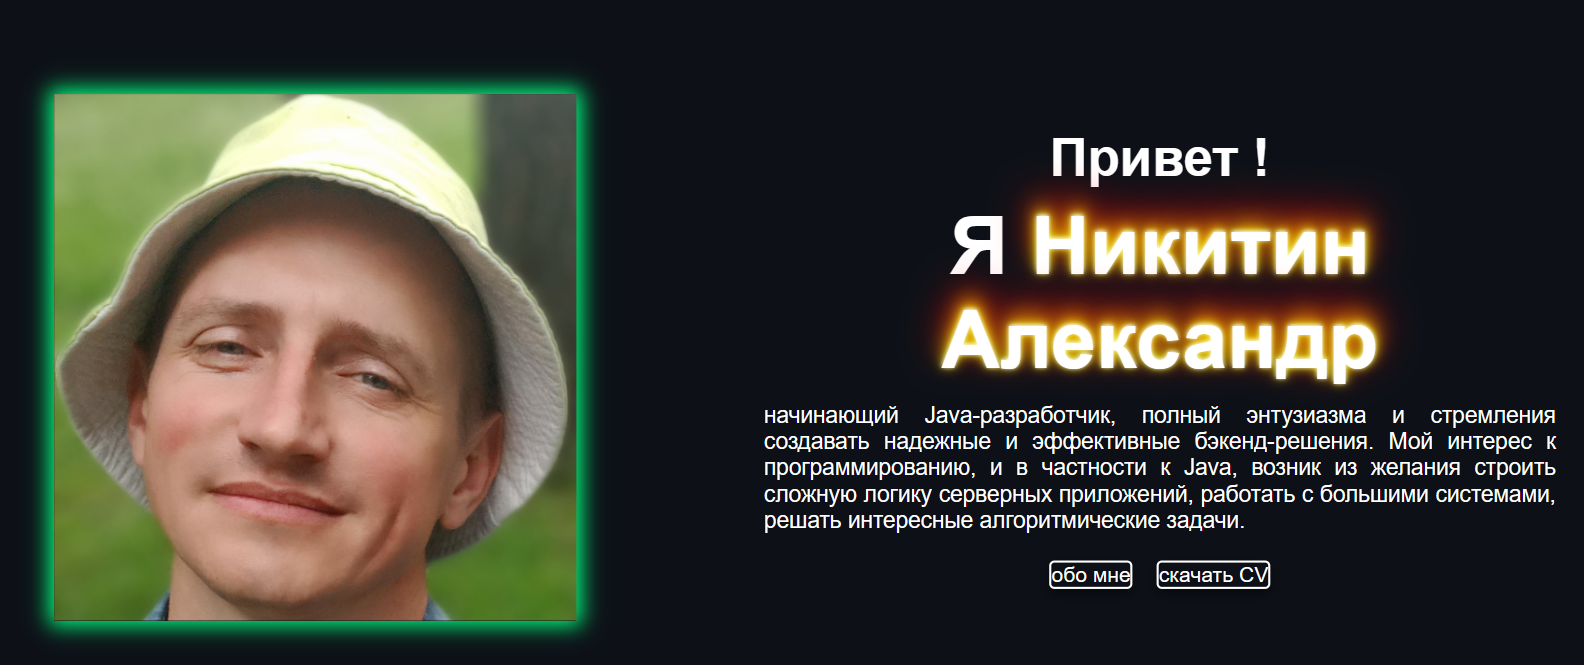 Привет !
Я Никитин
Александр
начинающий Java-разработчик, полный энтузиазма и стремления
создавать надежные и эффективные бэкенд-решения. Мой интерес к
программированию, и в частности к Java, возник из желания строить
сложную логику серверных приложений, работать с большими системами,
решать интересные алгоритмические задачи.
обо мне скачать CV